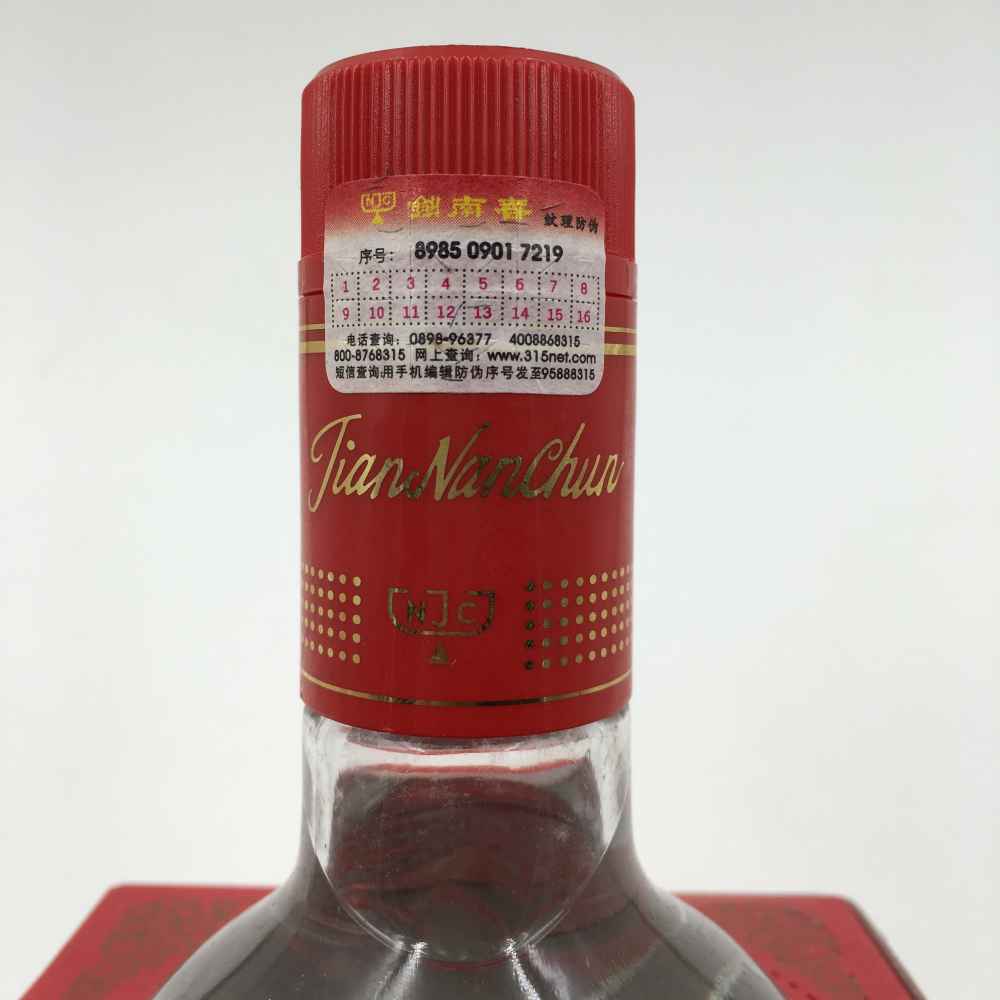 NJC 剑南春 纹理防伪
序号: 8985 0901 7219
1 2 3 4 5 6 7 8
9 10 11 12 13 14 15 16
电话查询: 0898-96377 4008868315
800-8768315 网上查询: www.315net.com
短信查询:用手机编辑防伪序号发至95888315
JianNanChun
NJC